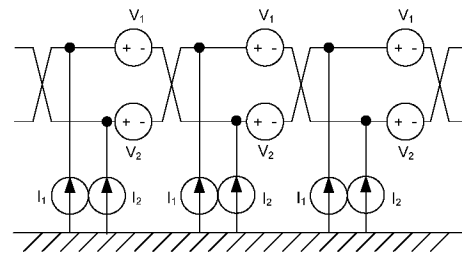 V₁ V₁ V₁
+ - + - + -
+ - + - + -
V₂ V₂ V₂
I₁ I₂ I₁ I₂ I₁ I₂